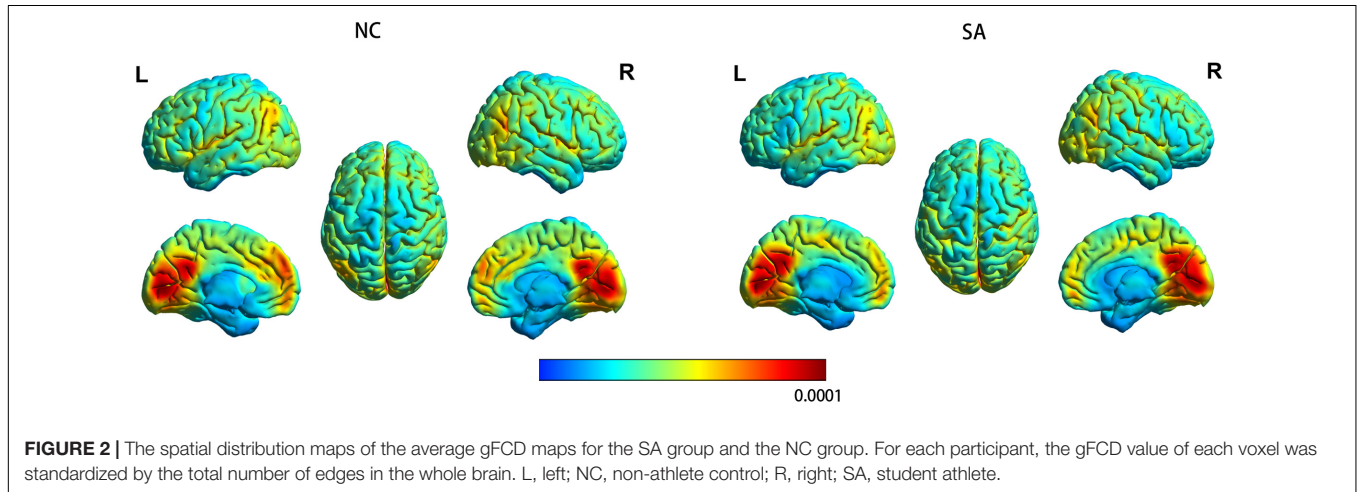 NC
SA
L
R
L
R
0.0001
FIGURE 2 | The spatial distribution maps of the average gFCD maps for the SA group and the NC group. For each participant, the gFCD value of each voxel was
standardized by the total number of edges in the whole brain. L, left; NC, non-athlete control; R, right; SA, student athlete.